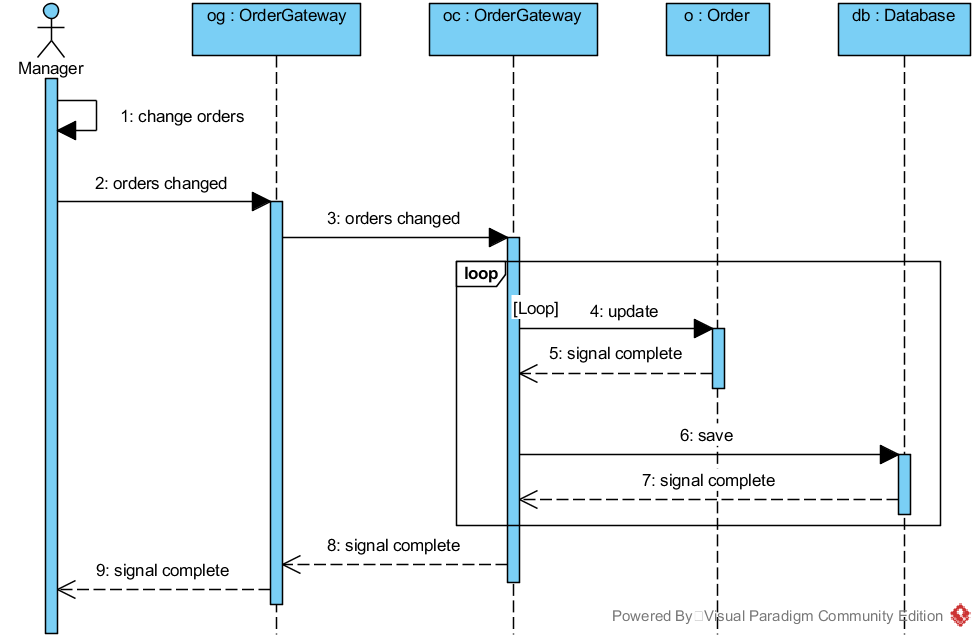 og : OrderGateway
oc : OrderGateway
o : Order
db : Database
Manager
1: change orders
2: orders changed
3: orders changed
loop
[Loop]
4: update
5: signal complete
6: save
7: signal complete
8: signal complete
9: signal complete
Powered By Visual Paradigm Community Edition